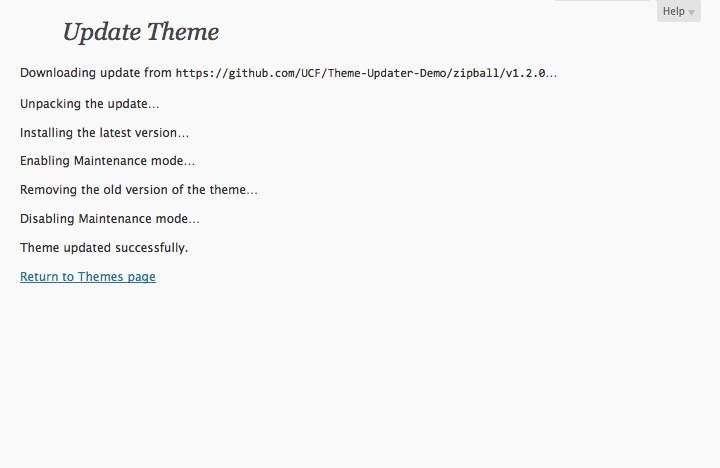 Help
Update Theme
Downloading update from https://github.com/UCF/Theme-Updater-Demo/zipball/v1.2.0…
Unpacking the update…
Installing the latest version…
Enabling Maintenance mode…
Removing the old version of the theme…
Disabling Maintenance mode…
Theme updated successfully.
Return to Themes page